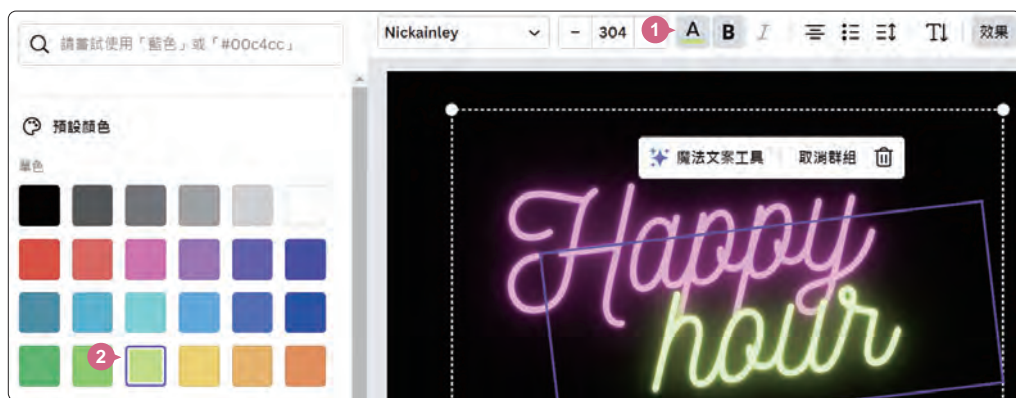 請嘗試使用「藍色」或「#00c4cc」
預設顏色
單色
2
Nickainley
− 304
1
A B I
效果
魔法文案工具 取消群組
Happy
hour